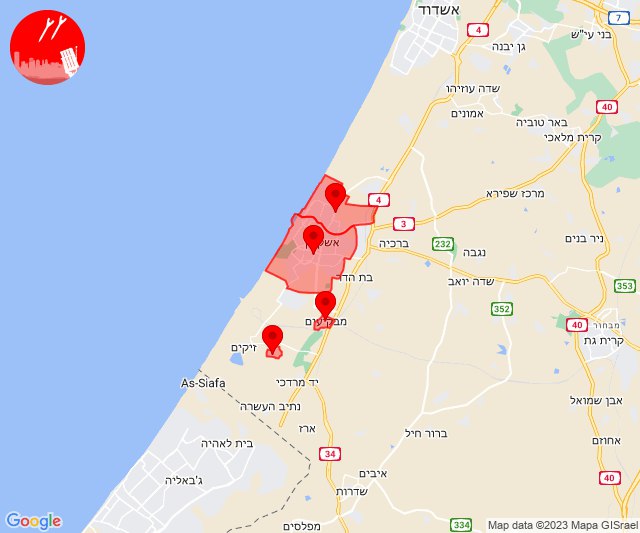 אשדוד
4
7
גן יבנה
בני עי"ש
שדה עוזיהו
אמונים
40
באר טוביה
קרית מלאכי
4
מרכז שפירא
3
אשקלון
ברכיה
232
נגבה
ניר בנים
בת הדר
שדה יואב
353
352
מבקיעים
40
מבחור
קרית גת
זיקים
As-Siafa
יד מרדכי
נתיב העשרה
אבן שמואל
ארז
ברור חיל
אחוזם
בית לאהיה
34
ג'באליה
איבים
40
שדרות
מפלסים
334
Google
Map data ©2023 Mapa GISrael